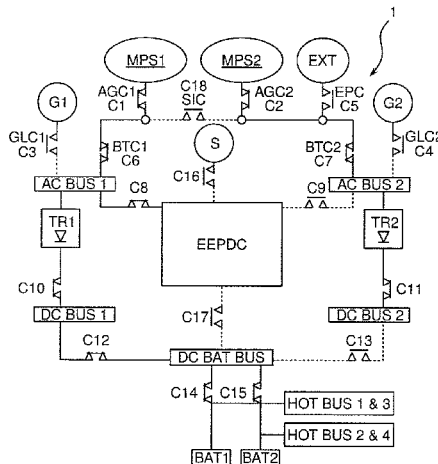 1
MPS1
MPS2
EXT
G1
AGC1
C1
C18
SIC
AGC2
C2
EPC
C5
G2
GLC1
C3
BTC1
C6
S
C16
BTC2
C7
GLC2
C4
AC BUS 1
C8
C9
AC BUS 2
TR1
EEPDC
TR2
C10
C11
DC BUS 1
C17
DC BUS 2
C12
C13
DC BAT BUS
C14
C15
HOT BUS 1 & 3
HOT BUS 2 & 4
BAT1
BAT2